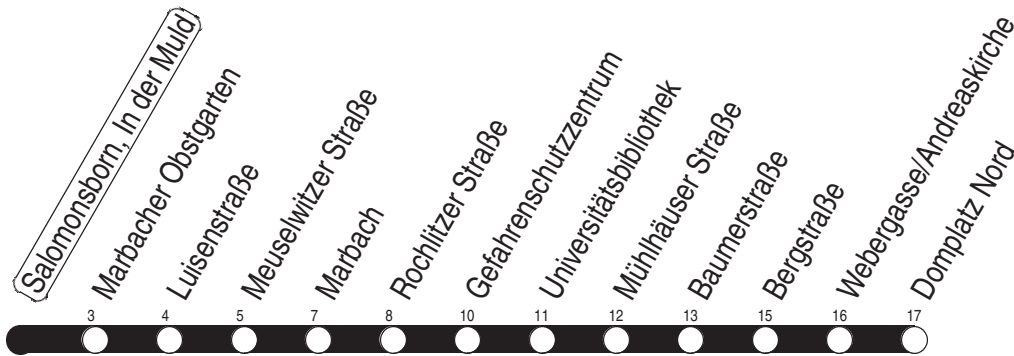 Salomonsborn, In der Muld
Marbacher Obstgarten
Luisenstraße
Meuselwitzer Straße
Marbach
Rochlitzer Straße
Gefahrenschutzzentrum
Universitätsbibliothek
Mühlhäuser Straße
Baumerstraße
Bergstraße
Webergasse/Andreaskirche
Domplatz Nord
3 4 5 7 8 10 11 12 13 15 16 17